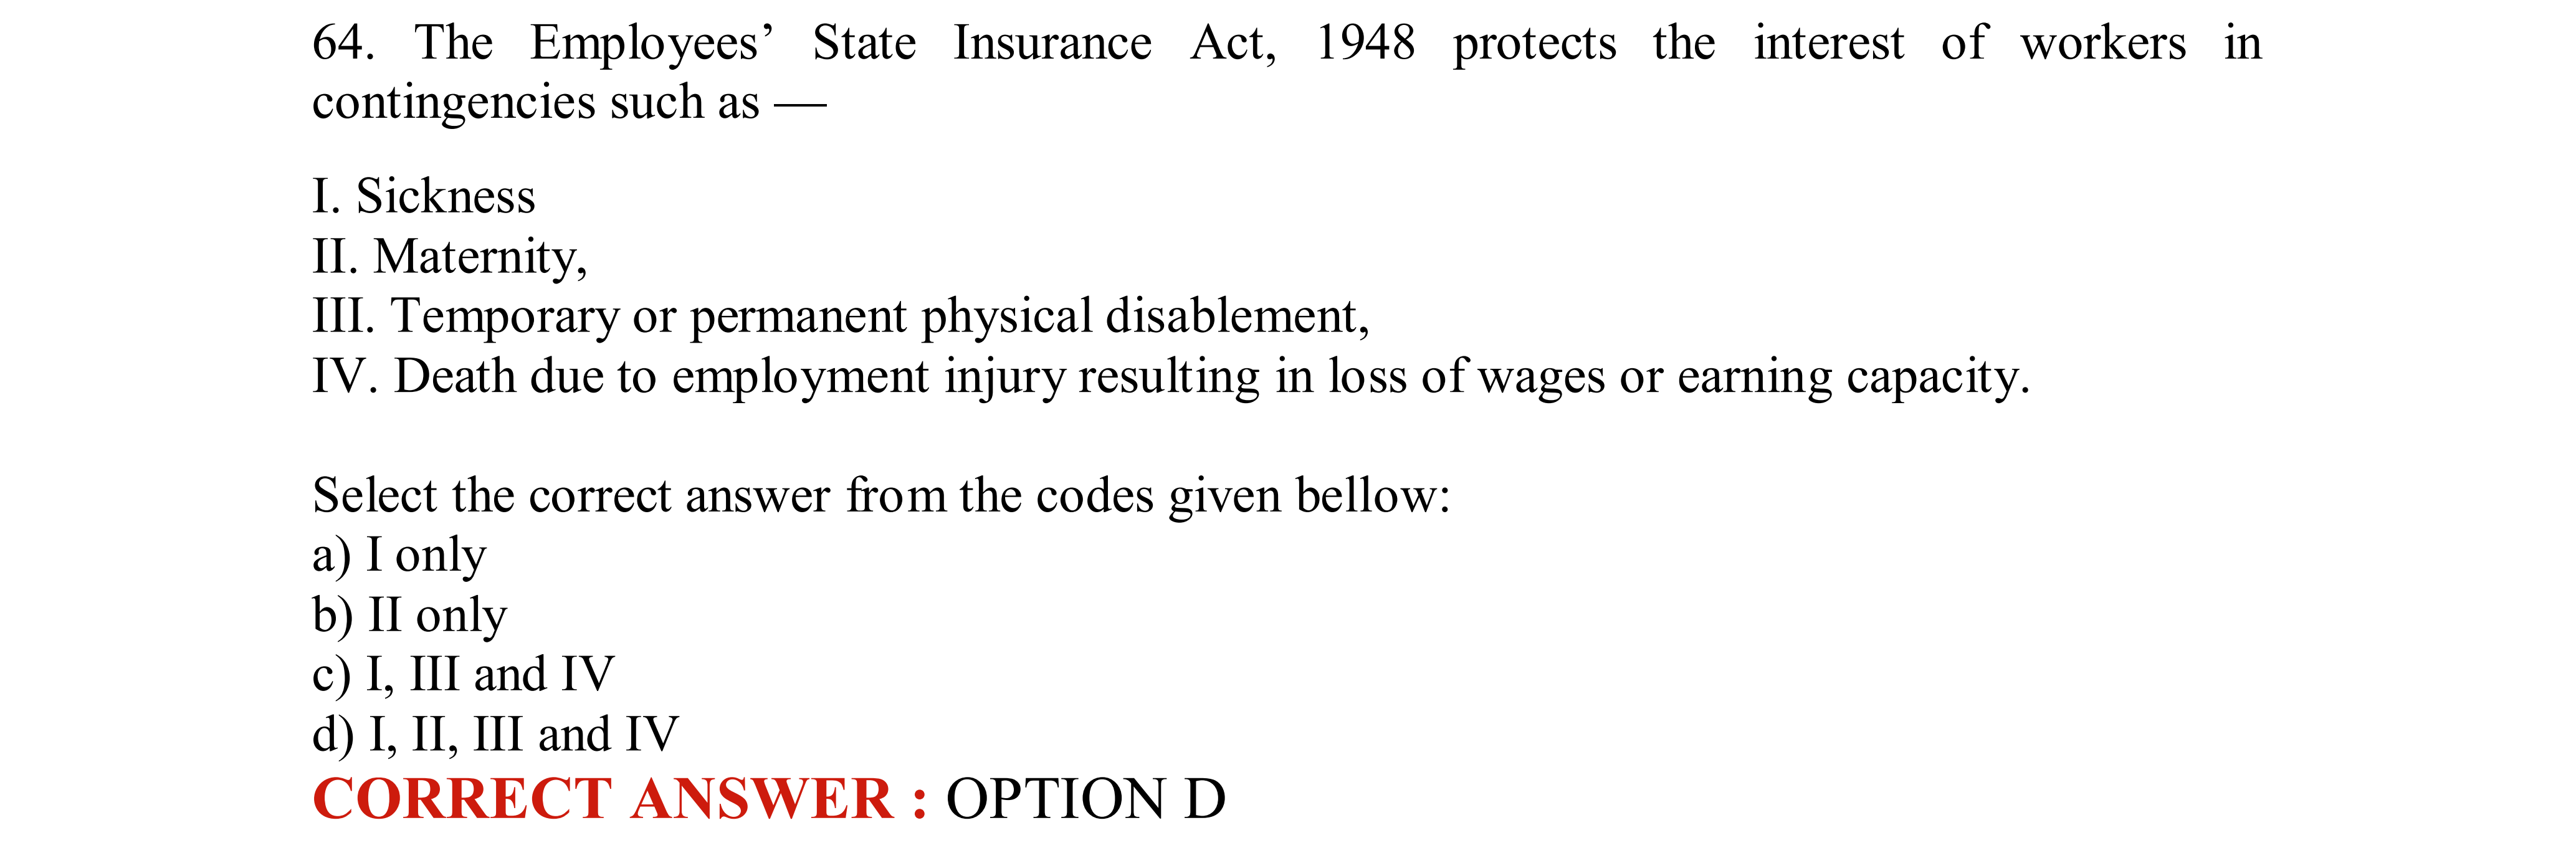 64. The Employees’ State Insurance Act, 1948 protects the interest of workers in
contingencies such as —
I. Sickness
II. Maternity,
III. Temporary or permanent physical disablement,
IV. Death due to employment injury resulting in loss of wages or earning capacity.
Select the correct answer from the codes given bellow:
a) I only
b) II only
c) I, III and IV
d) I, II, III and IV
CORRECT ANSWER : OPTION D